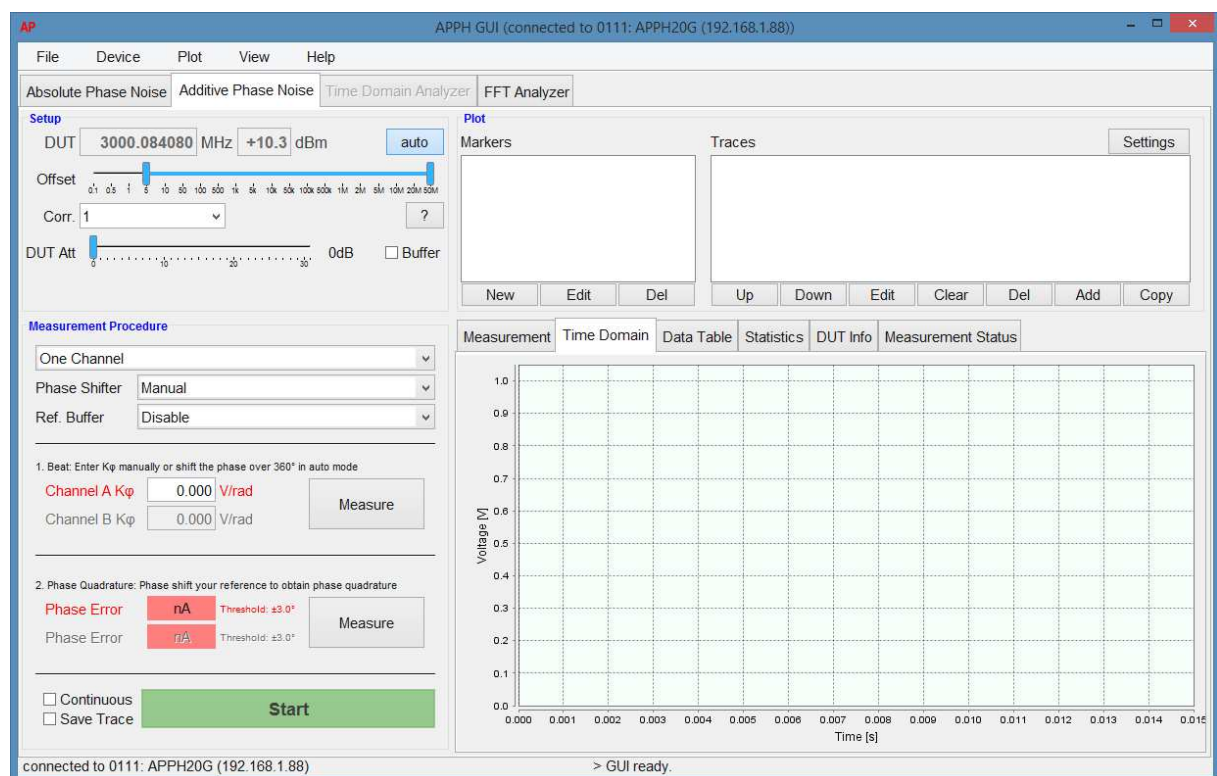 AP
APPH GUI (connected to 0111: APPH20G (192.168.1.88))
File Device Plot View Help
Absolute Phase Noise Additive Phase Noise Time Domain Analyzer FFT Analyzer
Setup
DUT 3000.084080 MHz +10.3 dBm auto
Offset
0.1 0.5 1 5 10 50 100 500 1k 5k 10k 50k 100k 500k 1M 2M 5M 10M 20M 50M
Corr. 1 ?
DUT Att 0dB Buffer
0 10 20 30
Plot
Markers Traces Settings
New Edit Del Up Down Edit Clear Del Add Copy
Measurement Procedure
One Channel
Phase Shifter Manual
Ref. Buffer Disable
1. Beat: Enter Kφ manually or shift the phase over 360° in auto mode
Channel A Kφ 0.000 V/rad
Measure
Channel B Kφ 0.000 V/rad
2. Phase Quadrature: Phase shift your reference to obtain phase quadrature
Phase Error nA Threshold: ±3.0°
Measure
Phase Error nA Threshold: ±3.0°
Continuous
Save Trace
Start
Measurement Time Domain Data Table Statistics DUT Info Measurement Status
1.0
0.9
0.8
0.7
0.6
0.5
0.4
0.3
0.2
0.1
0.0
Voltage [V]
0.000 0.001 0.002 0.003 0.004 0.005 0.006 0.007 0.008 0.009 0.010 0.011 0.012 0.013 0.014 0.015
Time [s]
connected to 0111: APPH20G (192.168.1.88) > GUI ready.